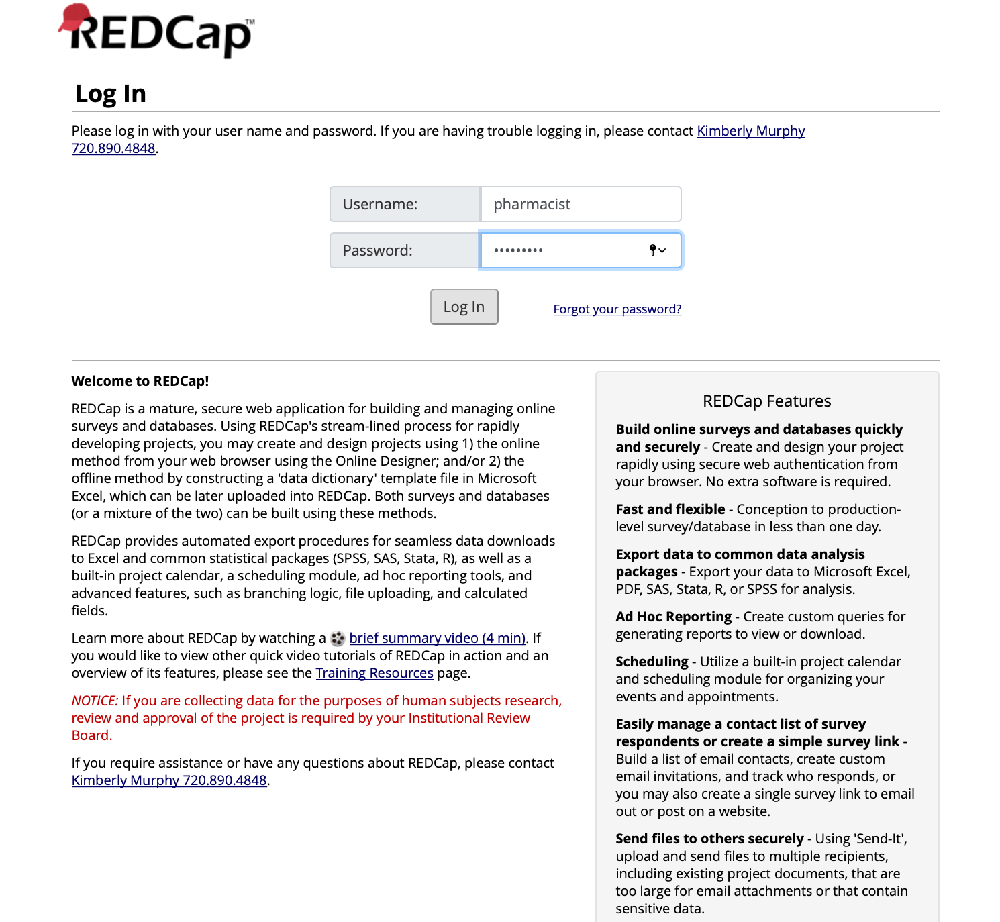 REDCap™
Log In
Please log in with your user name and password. If you are having trouble logging in, please contact Kimberly Murphy
720.890.4848.
Username: pharmacist
Password: •••••••••
Log In
Forgot your password?
Welcome to REDCap!
REDCap is a mature, secure web application for building and managing online
surveys and databases. Using REDCap's stream-lined process for rapidly
developing projects, you may create and design projects using 1) the online
method from your web browser using the Online Designer; and/or 2) the
offline method by constructing a 'data dictionary' template file in Microsoft
Excel, which can be later uploaded into REDCap. Both surveys and databases
(or a mixture of the two) can be built using these methods.
REDCap provides automated export procedures for seamless data downloads
to Excel and common statistical packages (SPSS, SAS, Stata, R), as well as a
built-in project calendar, a scheduling module, ad hoc reporting tools, and
advanced features, such as branching logic, file uploading, and calculated
fields.
Learn more about REDCap by watching a brief summary video (4 min). If
you would like to view other quick video tutorials of REDCap in action and an
overview of its features, please see the Training Resources page.
NOTICE: If you are collecting data for the purposes of human subjects research,
review and approval of the project is required by your Institutional Review
Board.
If you require assistance or have any questions about REDCap, please contact
Kimberly Murphy 720.890.4848.
REDCap Features
Build online surveys and databases quickly
and securely - Create and design your project
rapidly using secure web authentication from
your browser. No extra software is required.
Fast and flexible - Conception to production-
level survey/database in less than one day.
Export data to common data analysis
packages - Export your data to Microsoft Excel,
PDF, SAS, Stata, R, or SPSS for analysis.
Ad Hoc Reporting - Create custom queries for
generating reports to view or download.
Scheduling - Utilize a built-in project calendar
and scheduling module for organizing your
events and appointments.
Easily manage a contact list of survey
respondents or create a simple survey link -
Build a list of email contacts, create custom
email invitations, and track who responds, or
you may also create a single survey link to email
out or post on a website.
Send files to others securely - Using 'Send-It',
upload and send files to multiple recipients,
including existing project documents, that are
too large for email attachments or that contain
sensitive data.